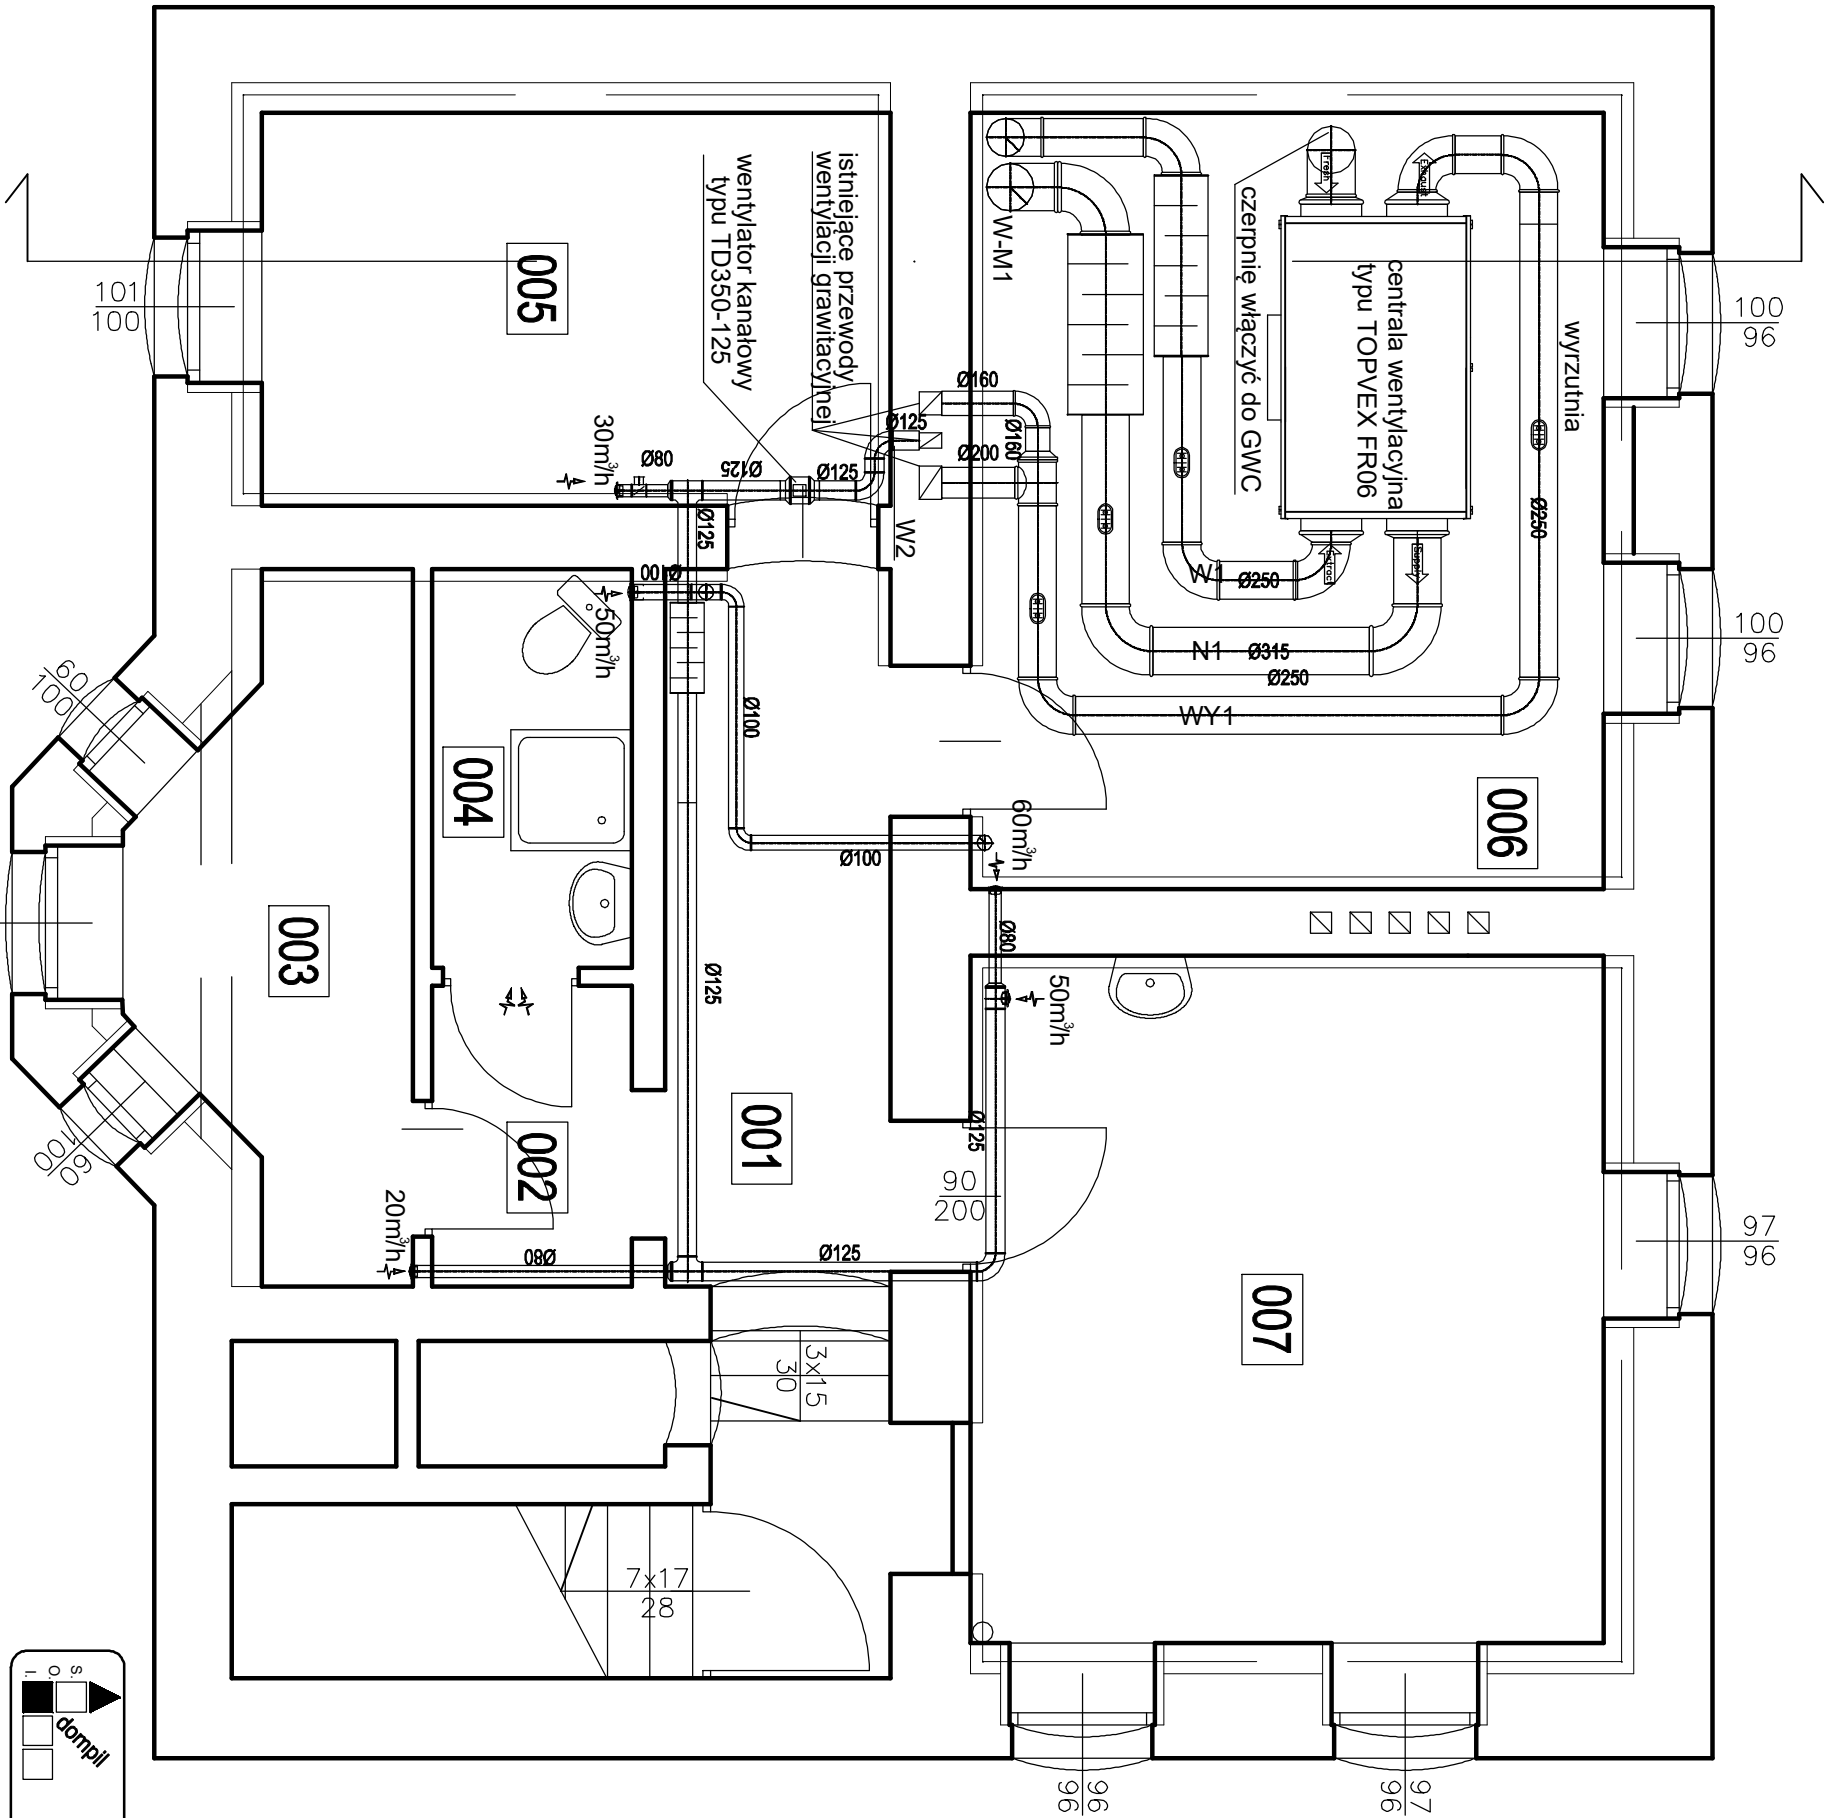 100
96
100
96
97
96
wyrzutnia
Exhaust
Fresh
centrala wentylacyjna
typu TOPVEX FR06
Extract
Supply
czerpnię włączyć do GWC
W-M1
W1
Ø250
N1
Ø315
Ø250
WY1
Ø250
006
007
Ø160
Ø160
Ø125
Ø200
W2
istniejące przewody
wentylacji grawitacyjnej
wentylator kanałowy
typu TD350-125
Ø125
Ø125
Ø80
30m³/h
005
101
100
Ø125
Ø100
50m³/h
Ø100
Ø100
60m³/h
Ø80
50m³/h
Ø125
90
200
Ø125
Ø125
001
002
003
004
Ø80
20m³/h
60
100
60
100
3x15
30
7x17
28
96
96
97
96
s.
o.
i.
dompil